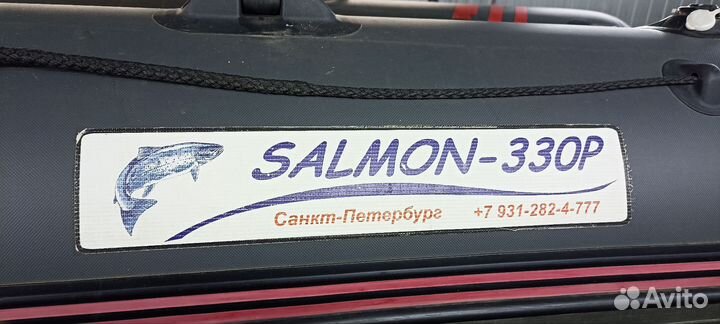 SALMON-330P
Санкт-Петербург +7 931-282-4-777
Avito